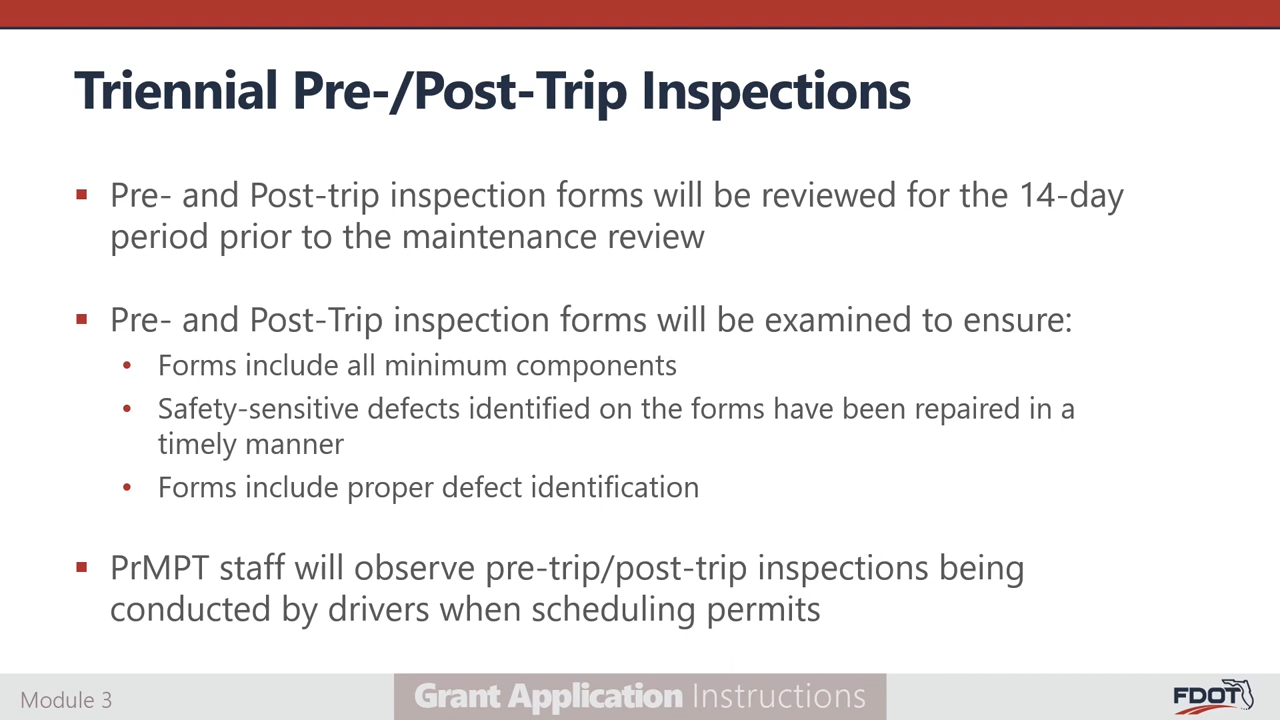 Triennial Pre-/Post-Trip Inspections
▪ Pre- and Post-trip inspection forms will be reviewed for the 14-day
period prior to the maintenance review
▪ Pre- and Post-Trip inspection forms will be examined to ensure:
• Forms include all minimum components
• Safety-sensitive defects identified on the forms have been repaired in a
timely manner
• Forms include proper defect identification
▪ PrMPT staff will observe pre-trip/post-trip inspections being
conducted by drivers when scheduling permits
Module 3
Grant Application Instructions
FDOT